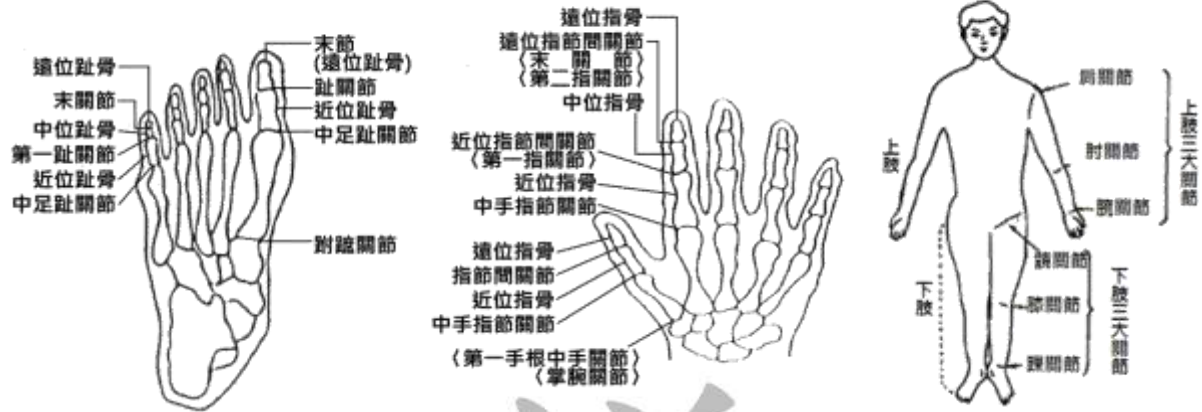 末節
(遠位趾骨)
趾關節
近位趾骨
中足趾關節
遠位趾骨
末關節
中位趾骨
第一趾關節
近位趾骨
中足趾關節
跗蹠關節
遠位指骨
遠位指節間關節
〈末關節〉
〈第二指關節〉
中位指骨
近位指節間關節
〈第一指關節〉
近位指骨
中手指節關節
遠位指骨
指節間關節
近位指骨
中手指節關節
〈第一手根中手關節〉
〈掌腕關節〉
肩關節
肘關節
腕關節
上肢三大關節
上肢
髖關節
膝關節
踝關節
下肢三大關節
下肢